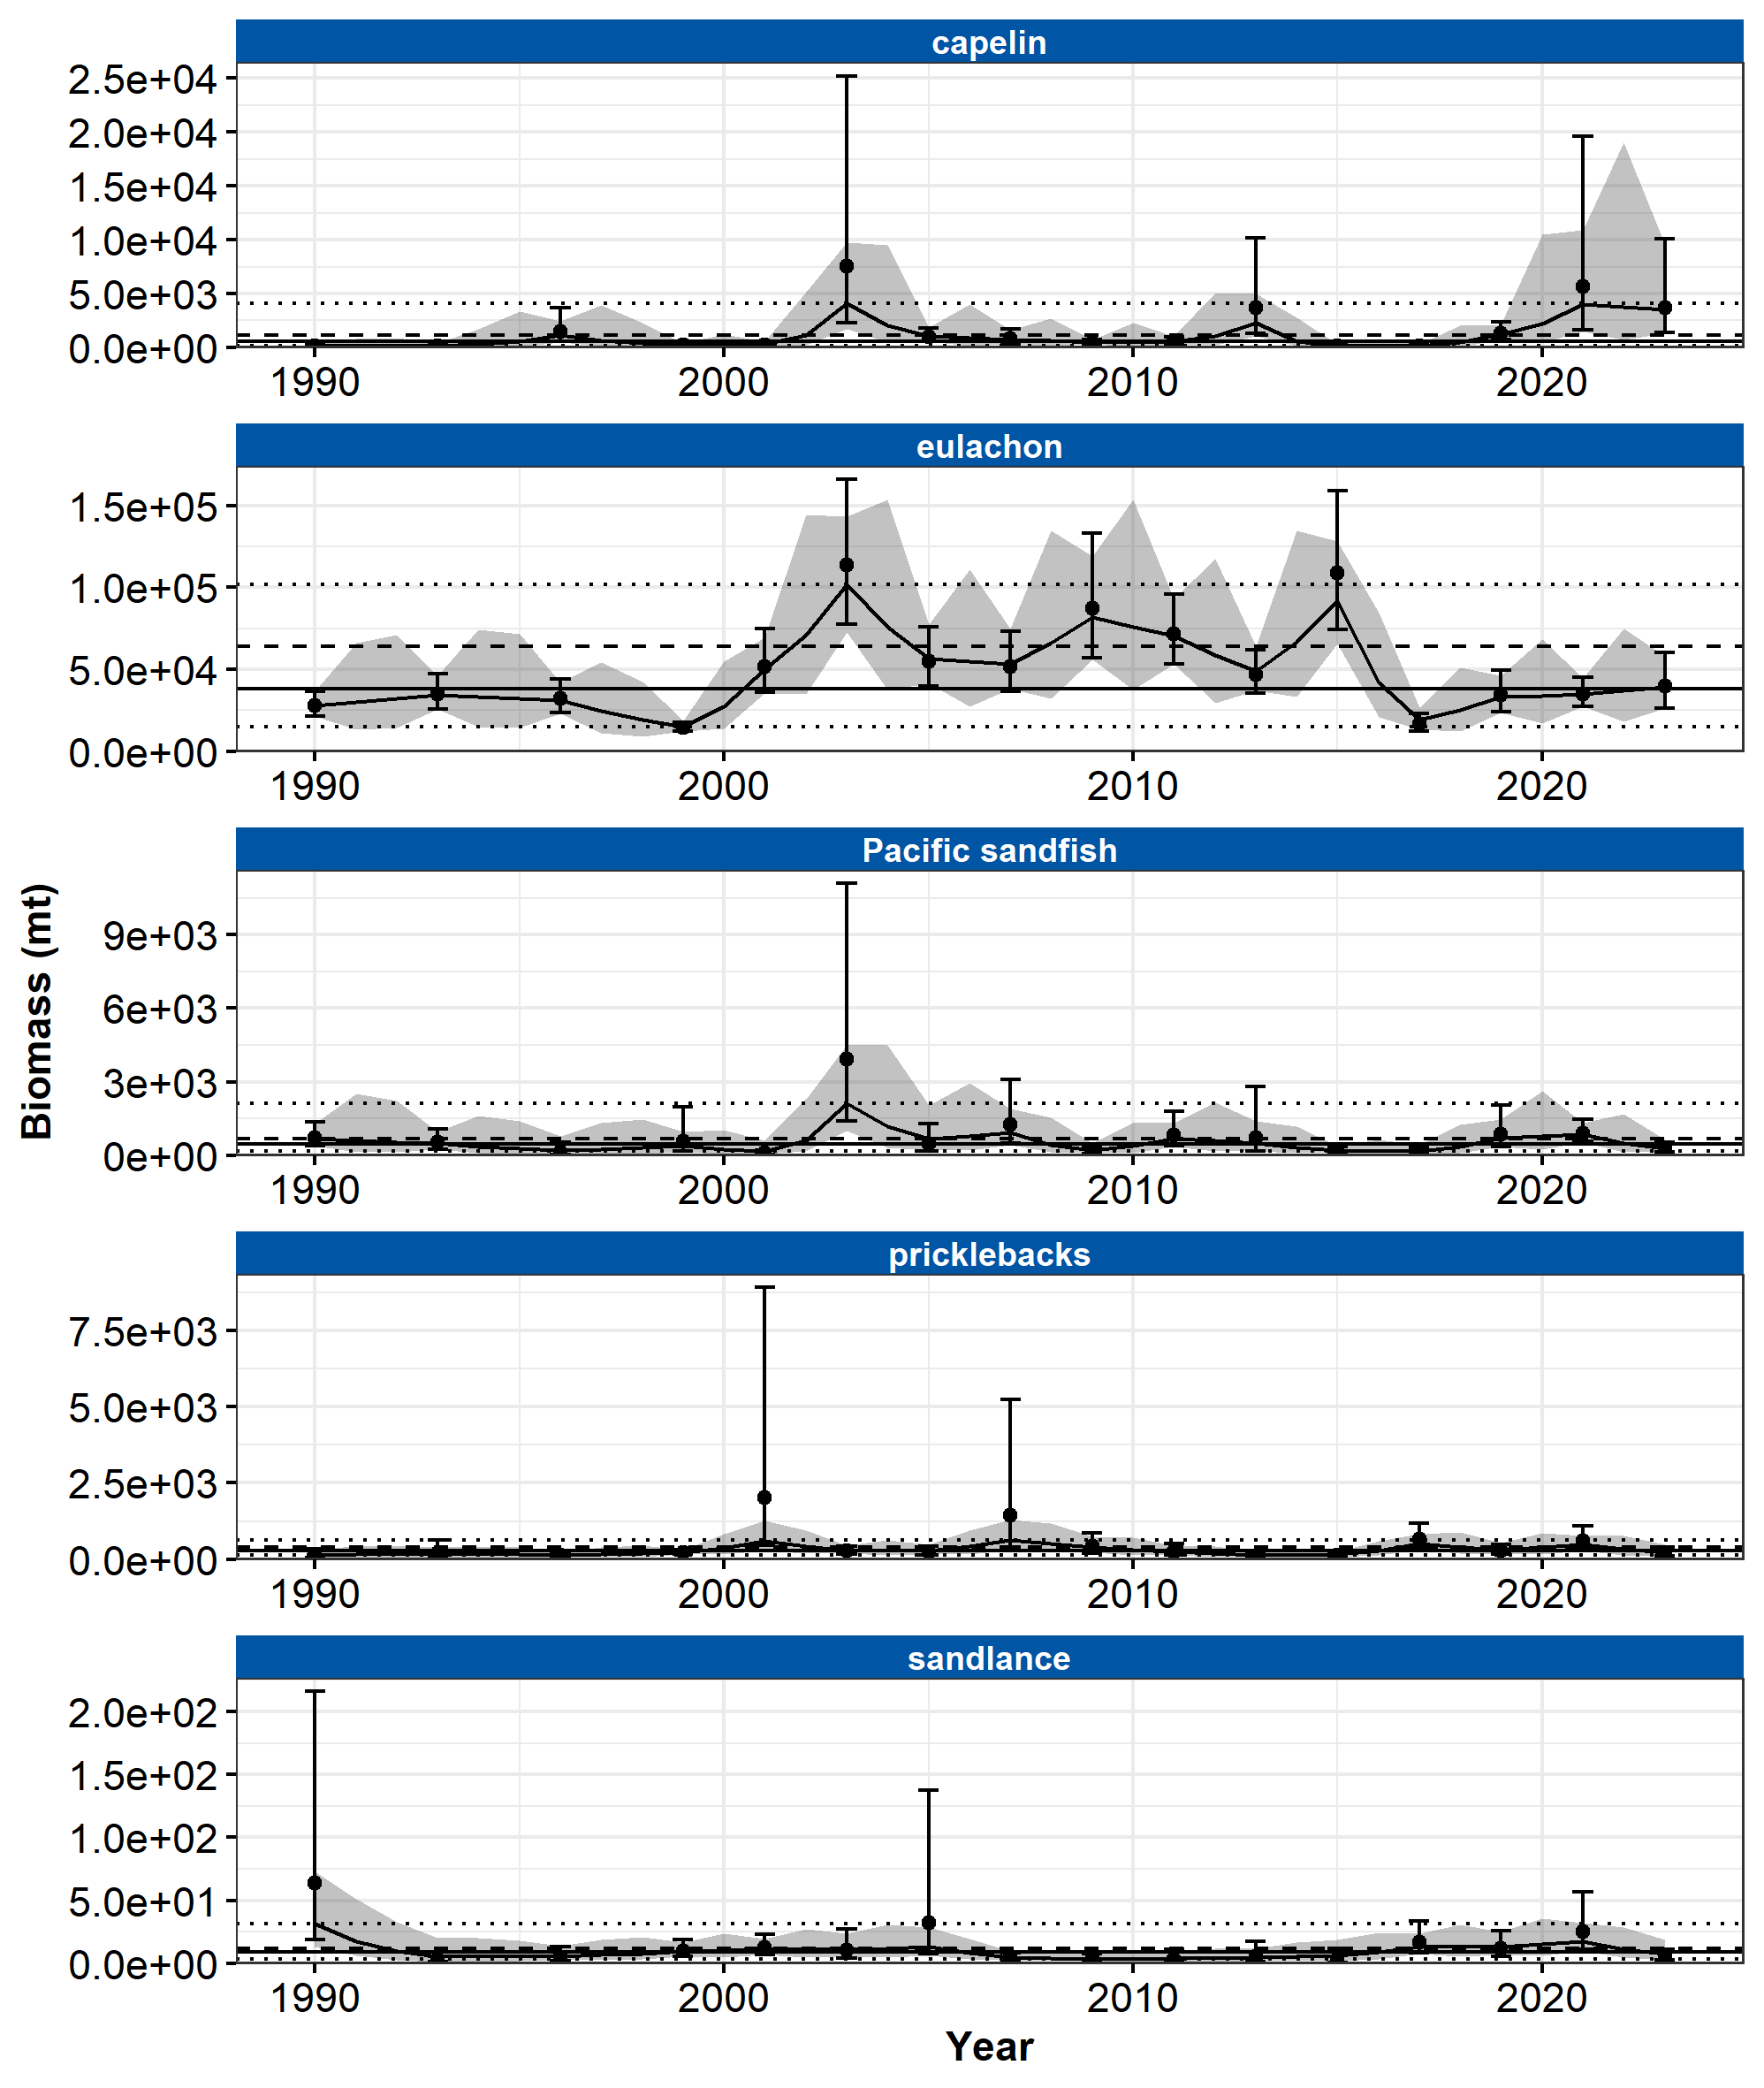 capelin
2.5e+04
2.0e+04
1.5e+04
1.0e+04
5.0e+03
0.0e+00
1990 2000 2010 2020
eulachon
1.5e+05
1.0e+05
5.0e+04
0.0e+00
1990 2000 2010 2020
Pacific sandfish
9e+03
6e+03
3e+03
0e+00
1990 2000 2010 2020
Biomass (mt)
pricklebacks
7.5e+03
5.0e+03
2.5e+03
0.0e+00
1990 2000 2010 2020
sandlance
2.0e+02
1.5e+02
1.0e+02
5.0e+01
0.0e+00
1990 2000 2010 2020
Year